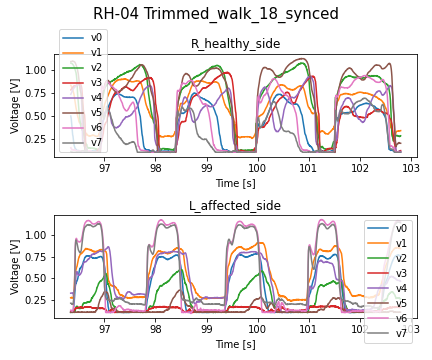 RH-04 Trimmed_walk_18_synced
R_healthy_side
Voltage [V]
1.00
0.75
0.50
0.25
v0
v1
v2
v3
v4
v5
v6
v7
97 98 99 100 101 102 103
Time [s]
L_affected_side
Voltage [V]
1.00
0.75
0.50
0.25
v0
v1
v2
v3
v4
v5
v6
v7
97 98 99 100 101 102 103
Time [s]